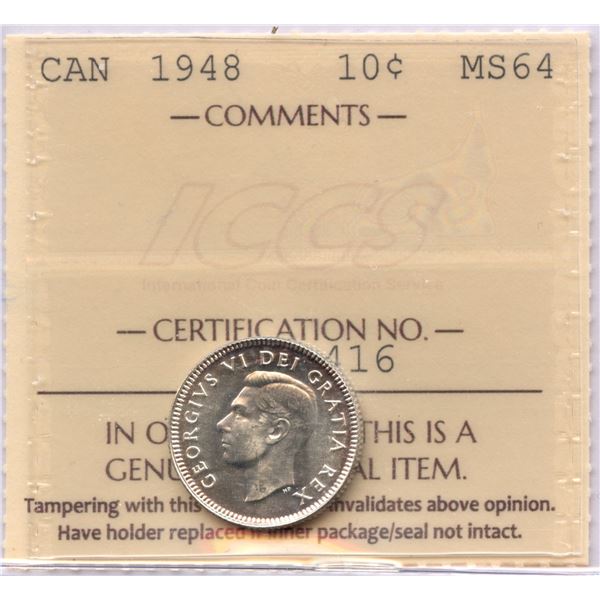 CAN 1948 10¢ MS64
— COMMENTS —
ICCS
International Coin Certification Service
— CERTIFICATION NO. —
416
GEORGIVS VI DEI GRATIA REX
HP
IN O THIS IS A
GENU AL ITEM.
Tampering with this invalidates above opinion.
Have holder replaced if inner package/seal not intact.